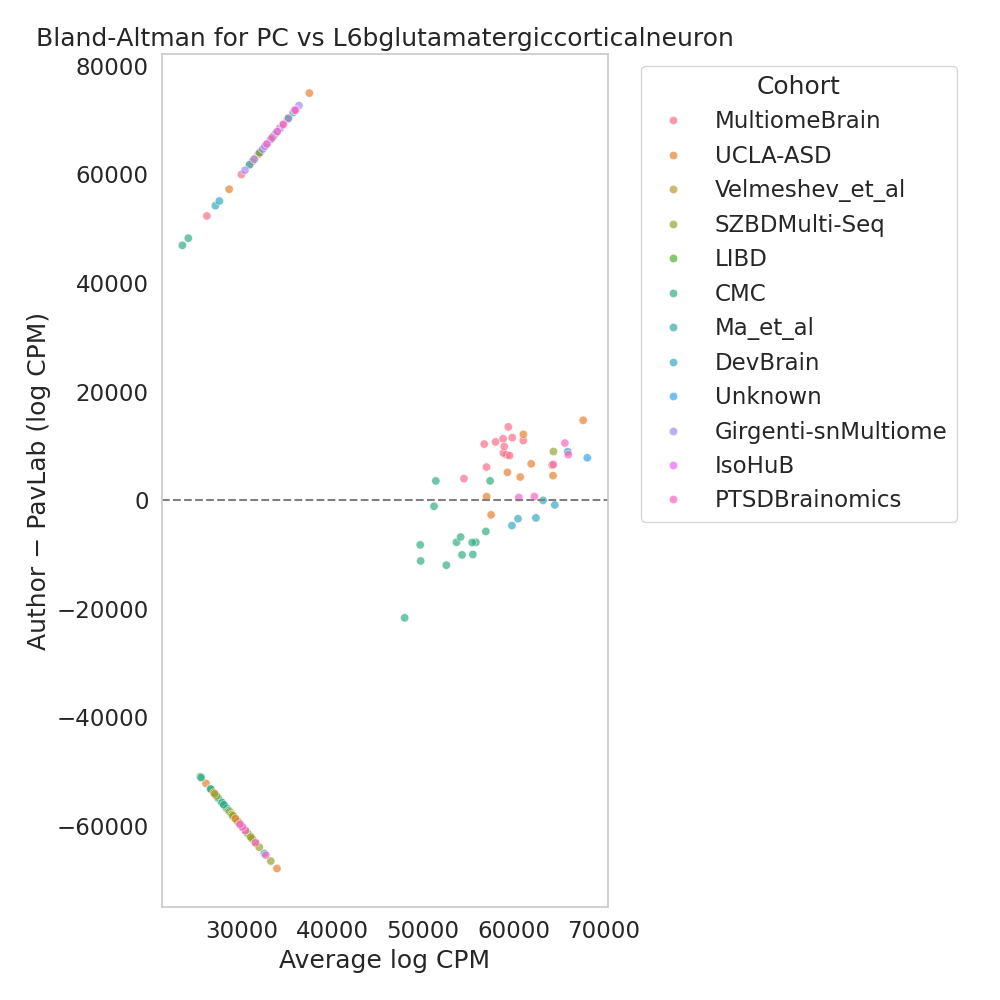 Bland-Altman for PC vs L6bglutamatergiccorticalneuron
80000
60000
40000
20000
0
−20000
−40000
−60000
Author − PavLab (log CPM)
30000 40000 50000 60000 70000
Average log CPM
Cohort
MultiomeBrain
UCLA-ASD
Velmeshev_et_al
SZBDMulti-Seq
LIBD
CMC
Ma_et_al
DevBrain
Unknown
Girgenti-snMultiome
IsoHuB
PTSDBrainomics